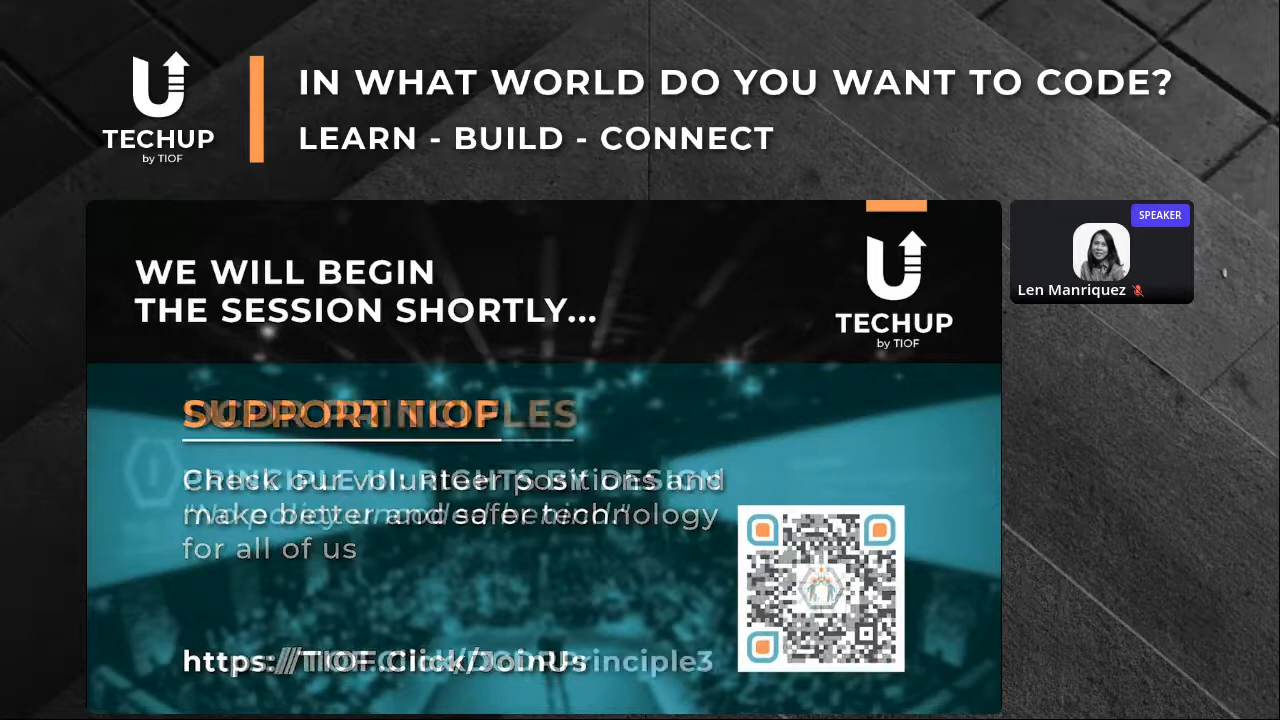 TECHUP
by TIOF
IN WHAT WORLD DO YOU WANT TO CODE?
LEARN - BUILD - CONNECT
WE WILL BEGIN
THE SESSION SHORTLY...
TECHUP
by TIOF
SPEAKER
Len Manriquez
SUPPORT TIOF
Check our volunteer positions and
make better and safer technology
for all of us
https://TIOF.Click/JoinUs